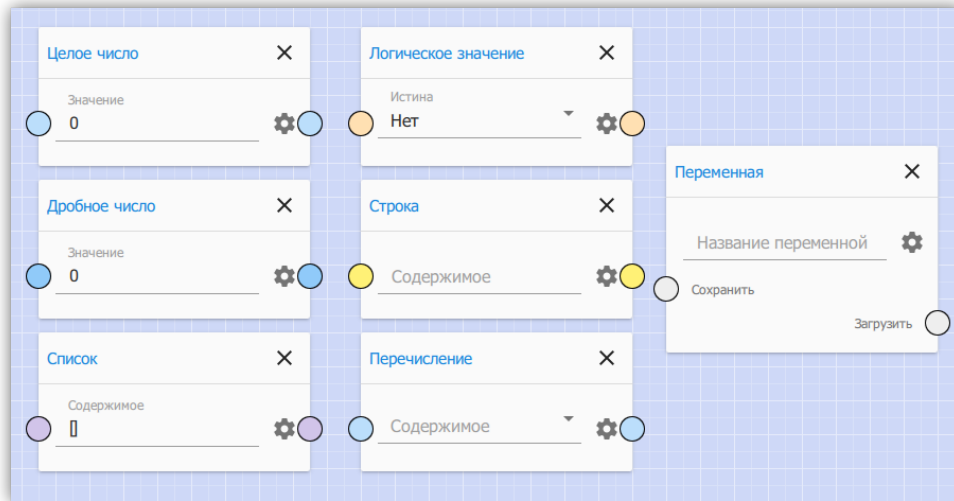 Целое число
Значение
0
Логическое значение
Истина
Нет
Дробное число
Значение
0
Строка
Содержимое
Список
Содержимое
[]
Перечисление
Содержимое
Переменная
Название переменной
Сохранить
Загрузить